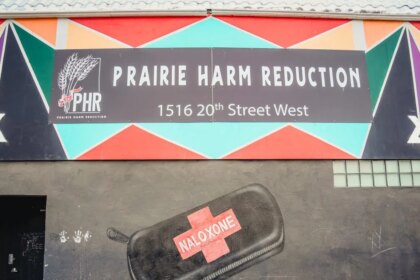 PHR
PRAIRIE HARM REDUCTION
PRAIRIE HARM REDUCTION
1516 20th Street West
NALOXONE